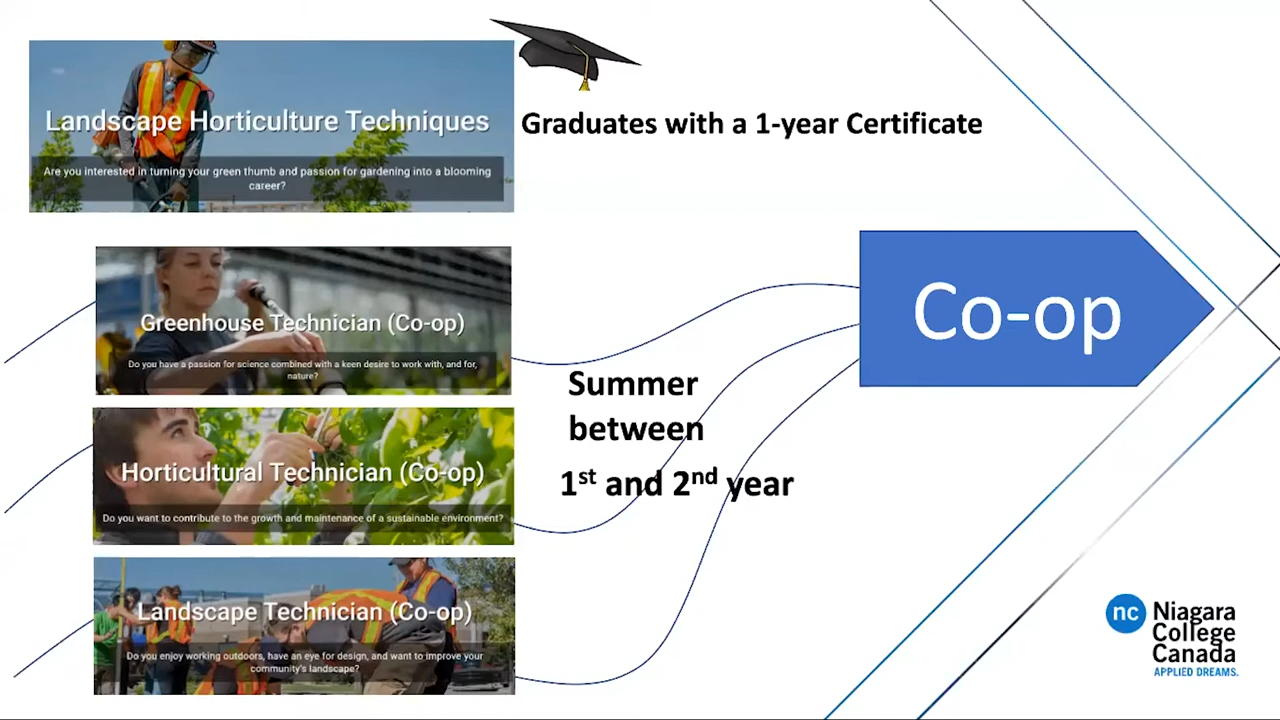 Landscape Horticulture Techniques
Are you interested in turning your green thumb and passion for gardening into a blooming
career?
Graduates with a 1-year Certificate
Greenhouse Technician (Co-op)
Do you have a passion for science combined with a keen desire to work with, and for,
nature?
Horticultural Technician (Co-op)
Do you want to contribute to the growth and maintenance of a sustainable environment?
Landscape Technician (Co-op)
Do you enjoy working outdoors, have an eye for design, and want to improve your
community's landscape?
Summer
between
1st and 2nd year
Co-op
nc
Niagara
College
Canada
APPLIED DREAMS.